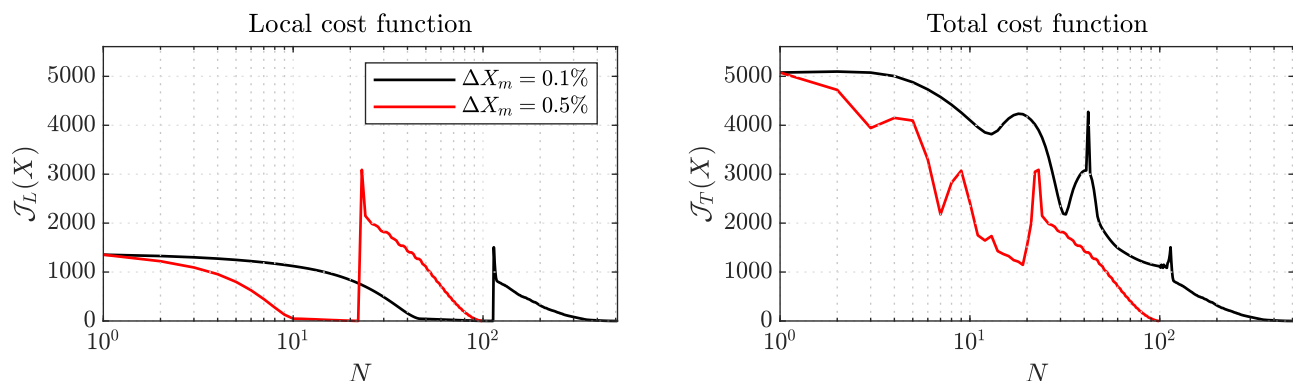 Local cost function
5000
4000
3000
2000
1000
0
𝒥_L(X)
10^0
10^1
10^2
N
ΔX_m = 0.1%
ΔX_m = 0.5%
Total cost function
5000
4000
3000
2000
1000
0
𝒥_T(X)
10^0
10^1
10^2
N